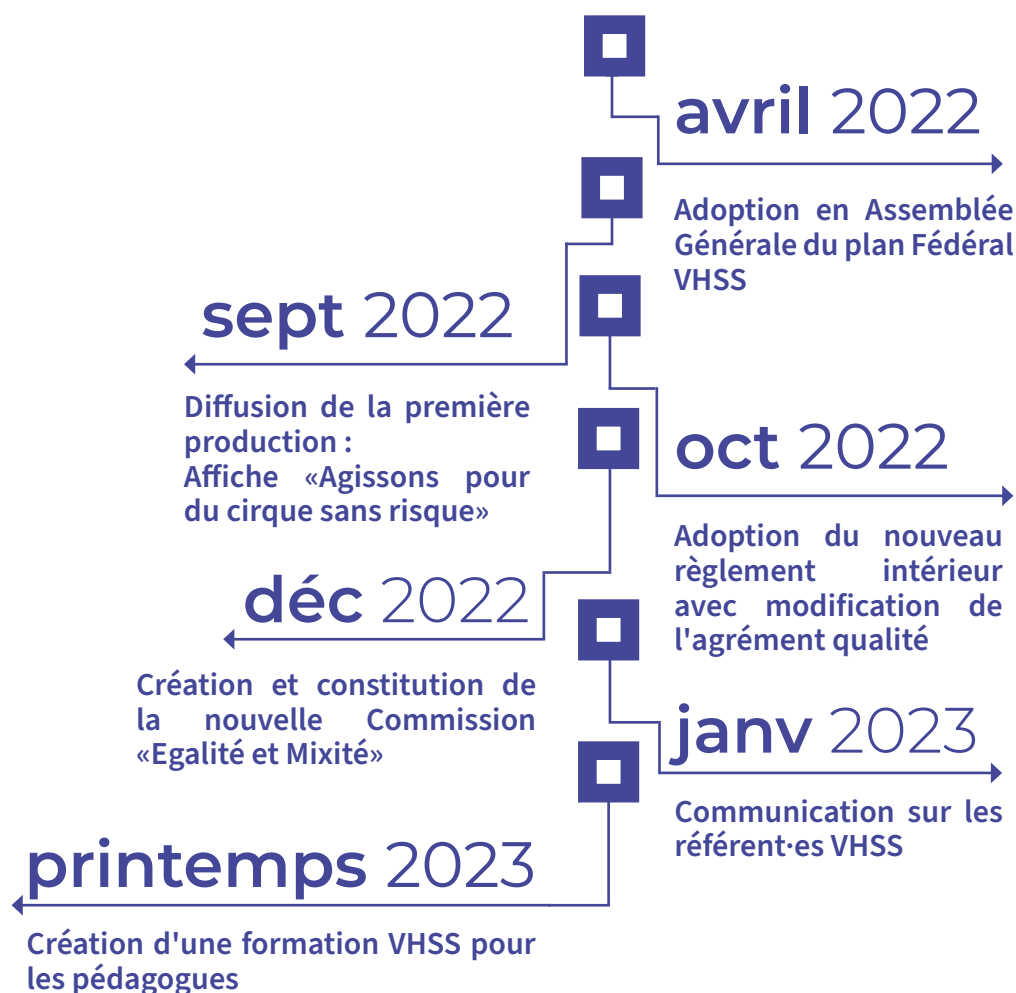 avril 2022
Adoption en Assemblée
Générale du plan Fédéral
VHSS
sept 2022
Diffusion de la première
production :
Affiche «Agissons pour
du cirque sans risque»
oct 2022
Adoption du nouveau
règlement intérieur
avec modification de
l'agrément qualité
déc 2022
Création et constitution de
la nouvelle Commission
«Egalité et Mixité»
janv 2023
Communication sur les
référent·es VHSS
printemps 2023
Création d'une formation VHSS pour
les pédagogues